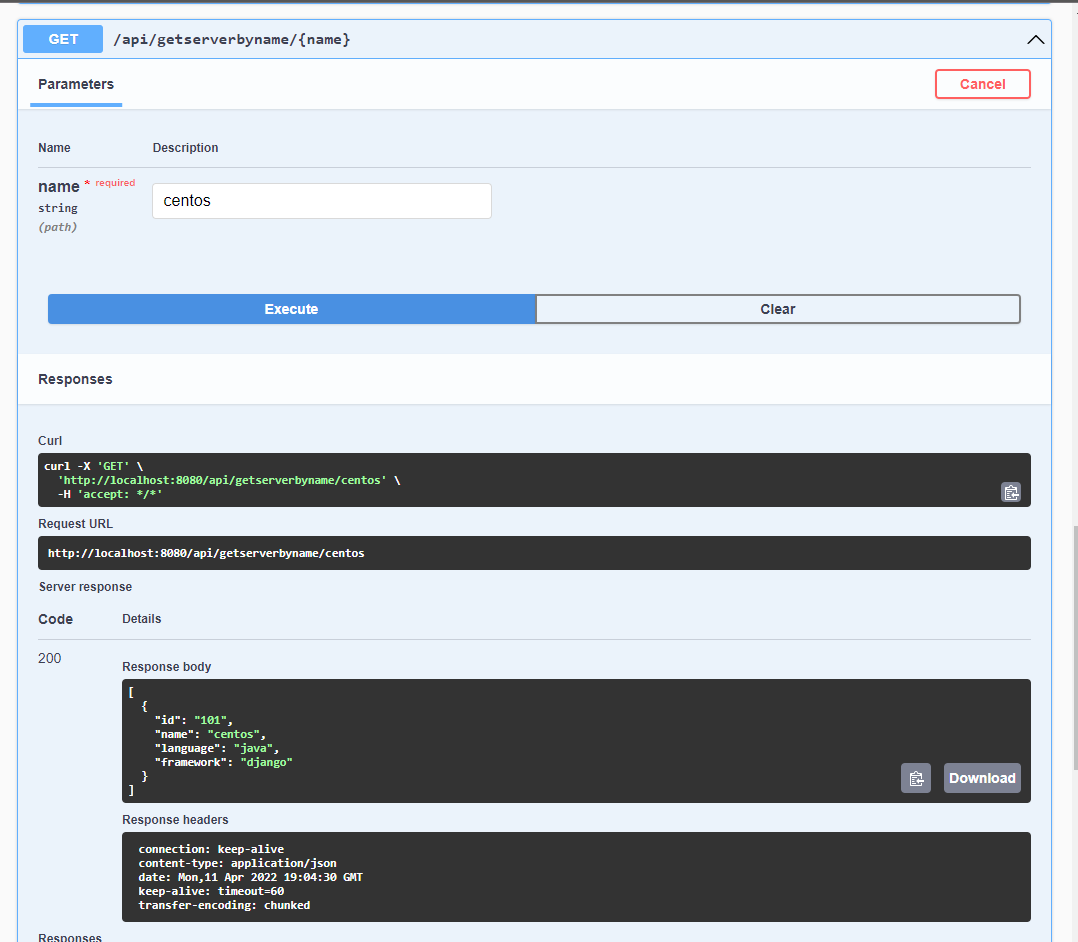 GET /api/getserverbyname/{name}
Parameters
Cancel
Name Description
name * required
string
(path)
centos
Execute Clear
Responses
Curl
curl -X 'GET' \
'http://localhost:8080/api/getserverbyname/centos' \
-H 'accept: */*'
Request URL
http://localhost:8080/api/getserverbyname/centos
Server response
Code Details
200
Response body
[
{
"id": "101",
"name": "centos",
"language": "java",
"framework": "django"
}
]
Download
Response headers
connection: keep-alive
content-type: application/json
date: Mon,11 Apr 2022 19:04:30 GMT
keep-alive: timeout=60
transfer-encoding: chunked
Responses